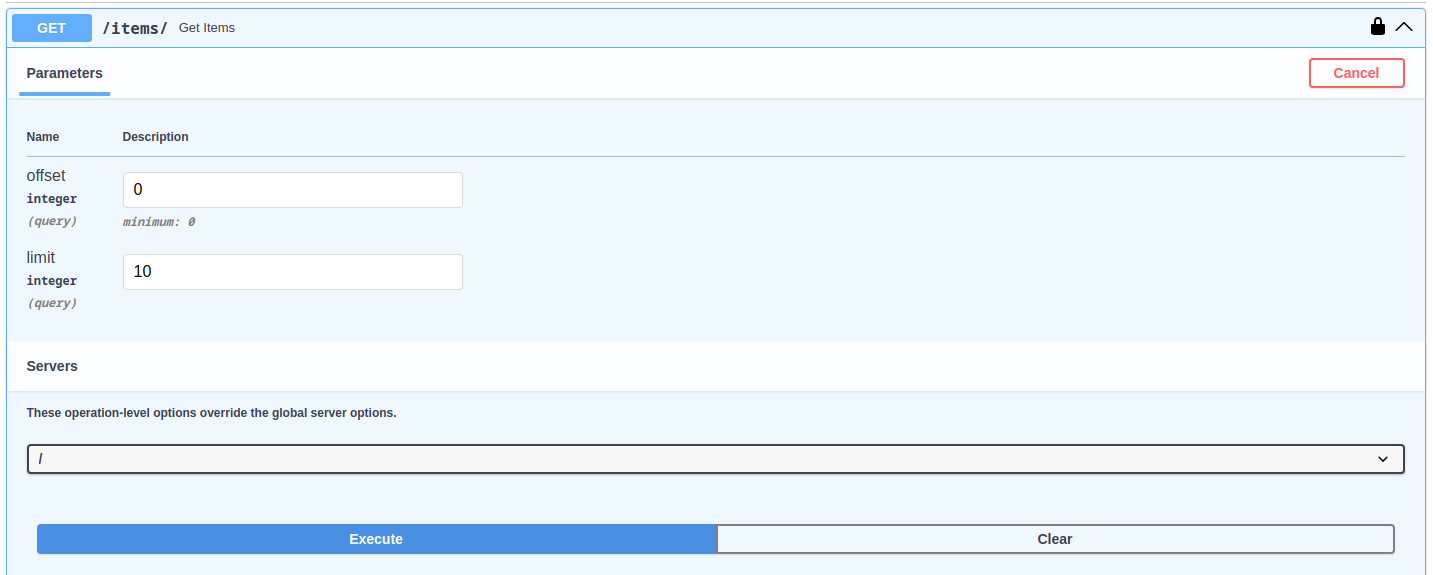 GET /items/ Get Items
Parameters
Cancel
Name Description
offset
integer
(query)
0
minimum: 0
limit
integer
(query)
10
Servers
These operation-level options override the global server options.
/
Execute Clear